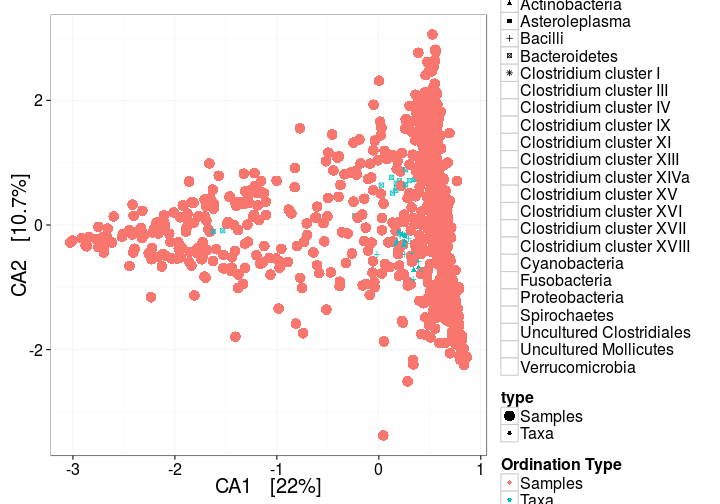 Actinobacteria
Asteroleplasma
Bacilli
Bacteroidetes
Clostridium cluster I
Clostridium cluster III
Clostridium cluster IV
Clostridium cluster IX
Clostridium cluster XI
Clostridium cluster XIII
Clostridium cluster XIVa
Clostridium cluster XV
Clostridium cluster XVI
Clostridium cluster XVII
Clostridium cluster XVIII
Cyanobacteria
Fusobacteria
Proteobacteria
Spirochaetes
Uncultured Clostridiales
Uncultured Mollicutes
Verrucomicrobia
type
Samples
Taxa
Ordination Type
Samples
Taxa
2
0
-2
CA2 [10.7%]
-3 -2 -1 0 1
CA1 [22%]